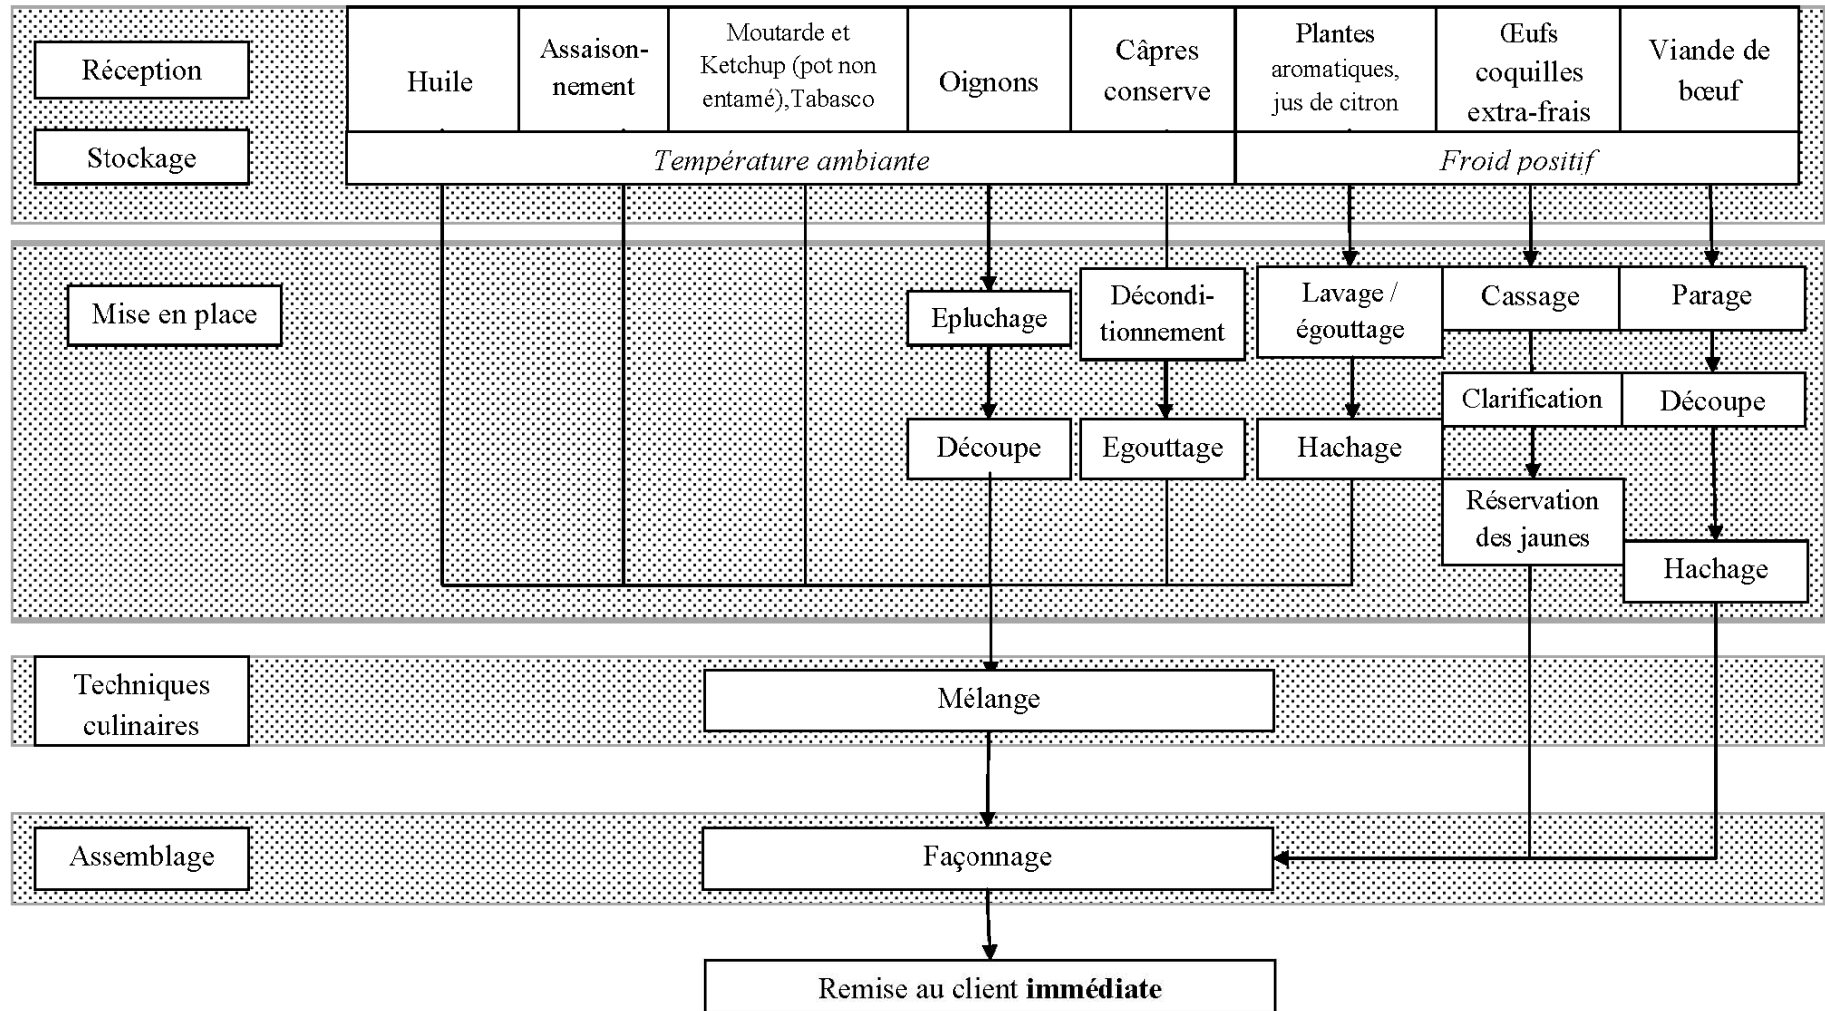 Réception
Huile
Assaison-
nement
Moutarde et
Ketchup (pot non
entamé),Tabasco
Oignons
Câpres
conserve
Plantes
aromatiques,
jus de citron
Œufs
coquilles
extra-frais
Viande de
bœuf
Stockage
Température ambiante
Froid positif
Mise en place
Epluchage
Décondi-
tionnement
Lavage /
égouttage
Cassage
Parage
Découpe
Egouttage
Hachage
Clarification
Découpe
Réservation
des jaunes
Hachage
Techniques
culinaires
Mélange
Assemblage
Façonnage
Remise au client immédiate